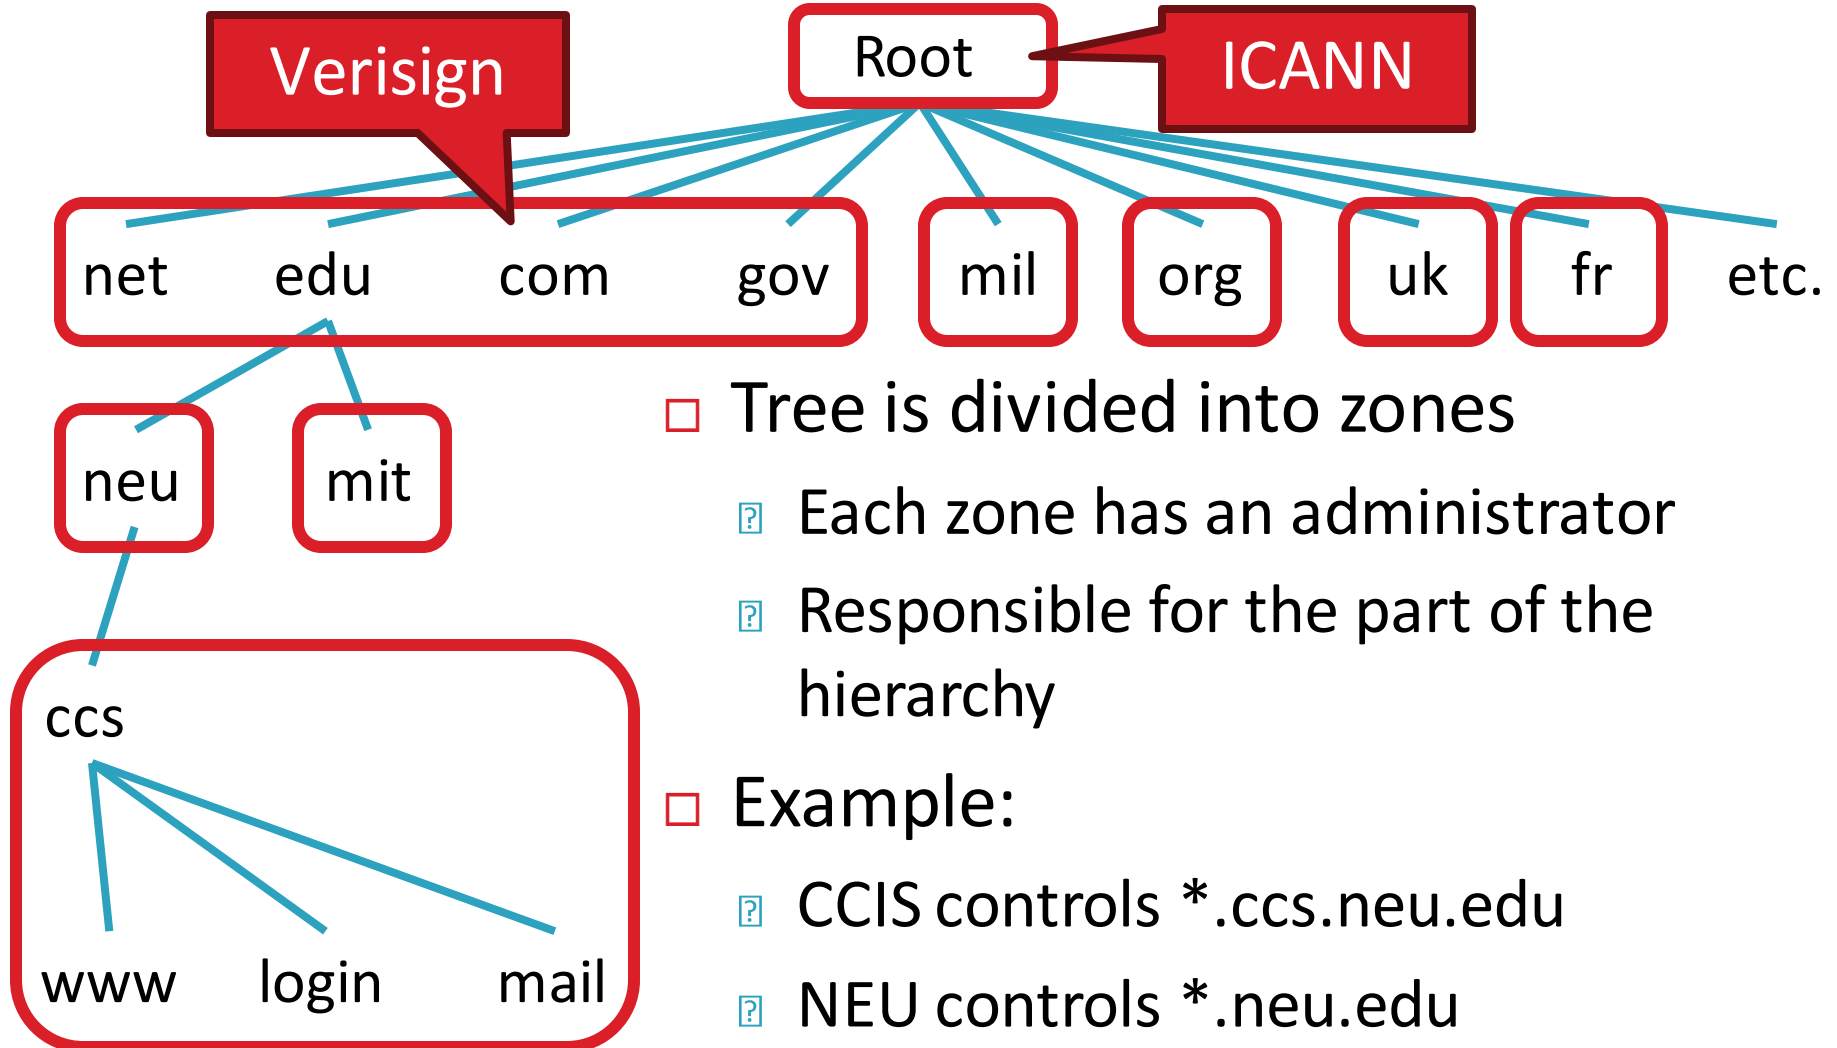 Verisign
Root
ICANN
net edu com gov mil org uk fr etc.
neu mit
ccs
www login mail
Tree is divided into zones
Each zone has an administrator
Responsible for the part of the
hierarchy
Example:
CCIS controls *.ccs.neu.edu
NEU controls *.neu.edu